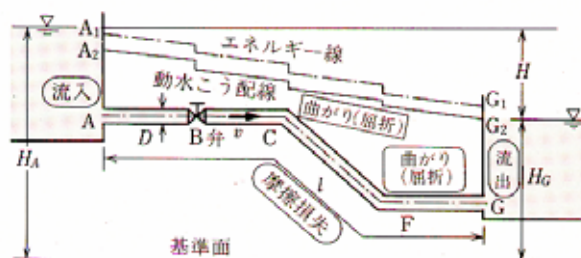 A₁
エネルギー線
A₂
H
流入
動水こう配線
曲がり(屈折)
G₁
G₂
A
D
B弁
v
C
曲がり
(屈折)
流出
H_A
l
摩擦損失
G
H_G
F
基準面